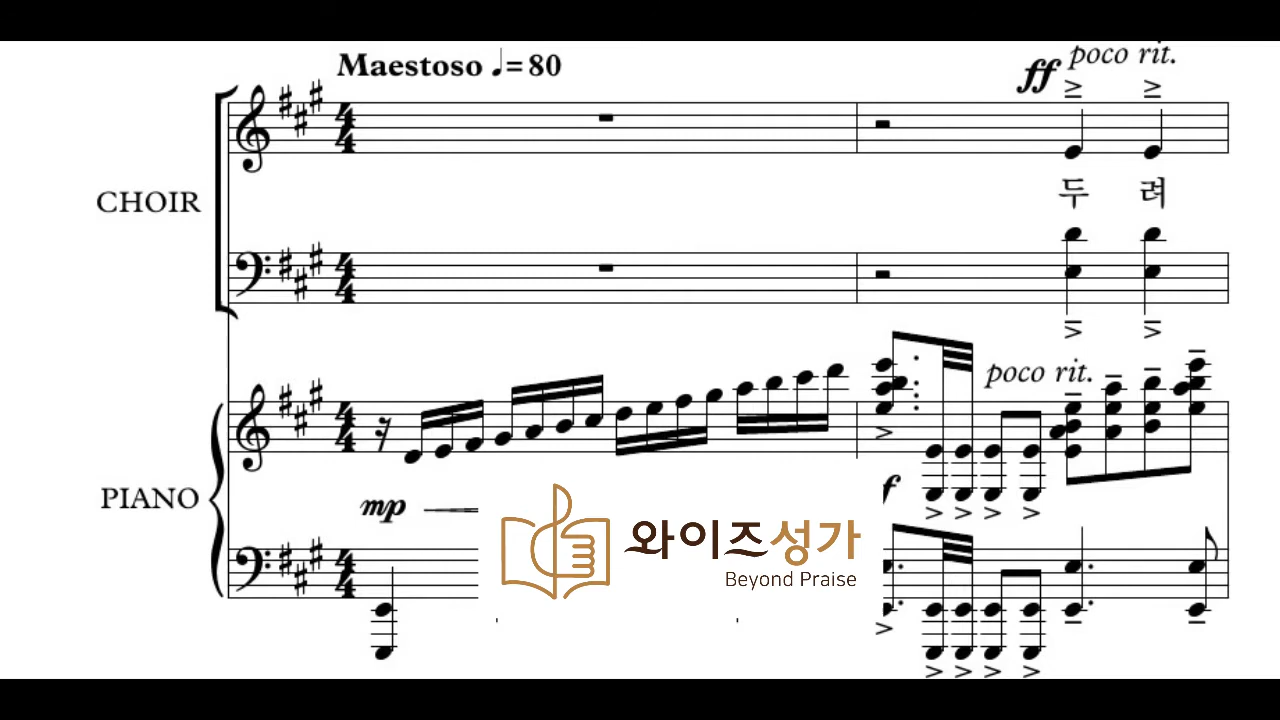 Maestoso ♩=80
poco rit.
ff
CHOIR
두 려
poco rit.
PIANO
mp
f
와이즈성가
Beyond Praise